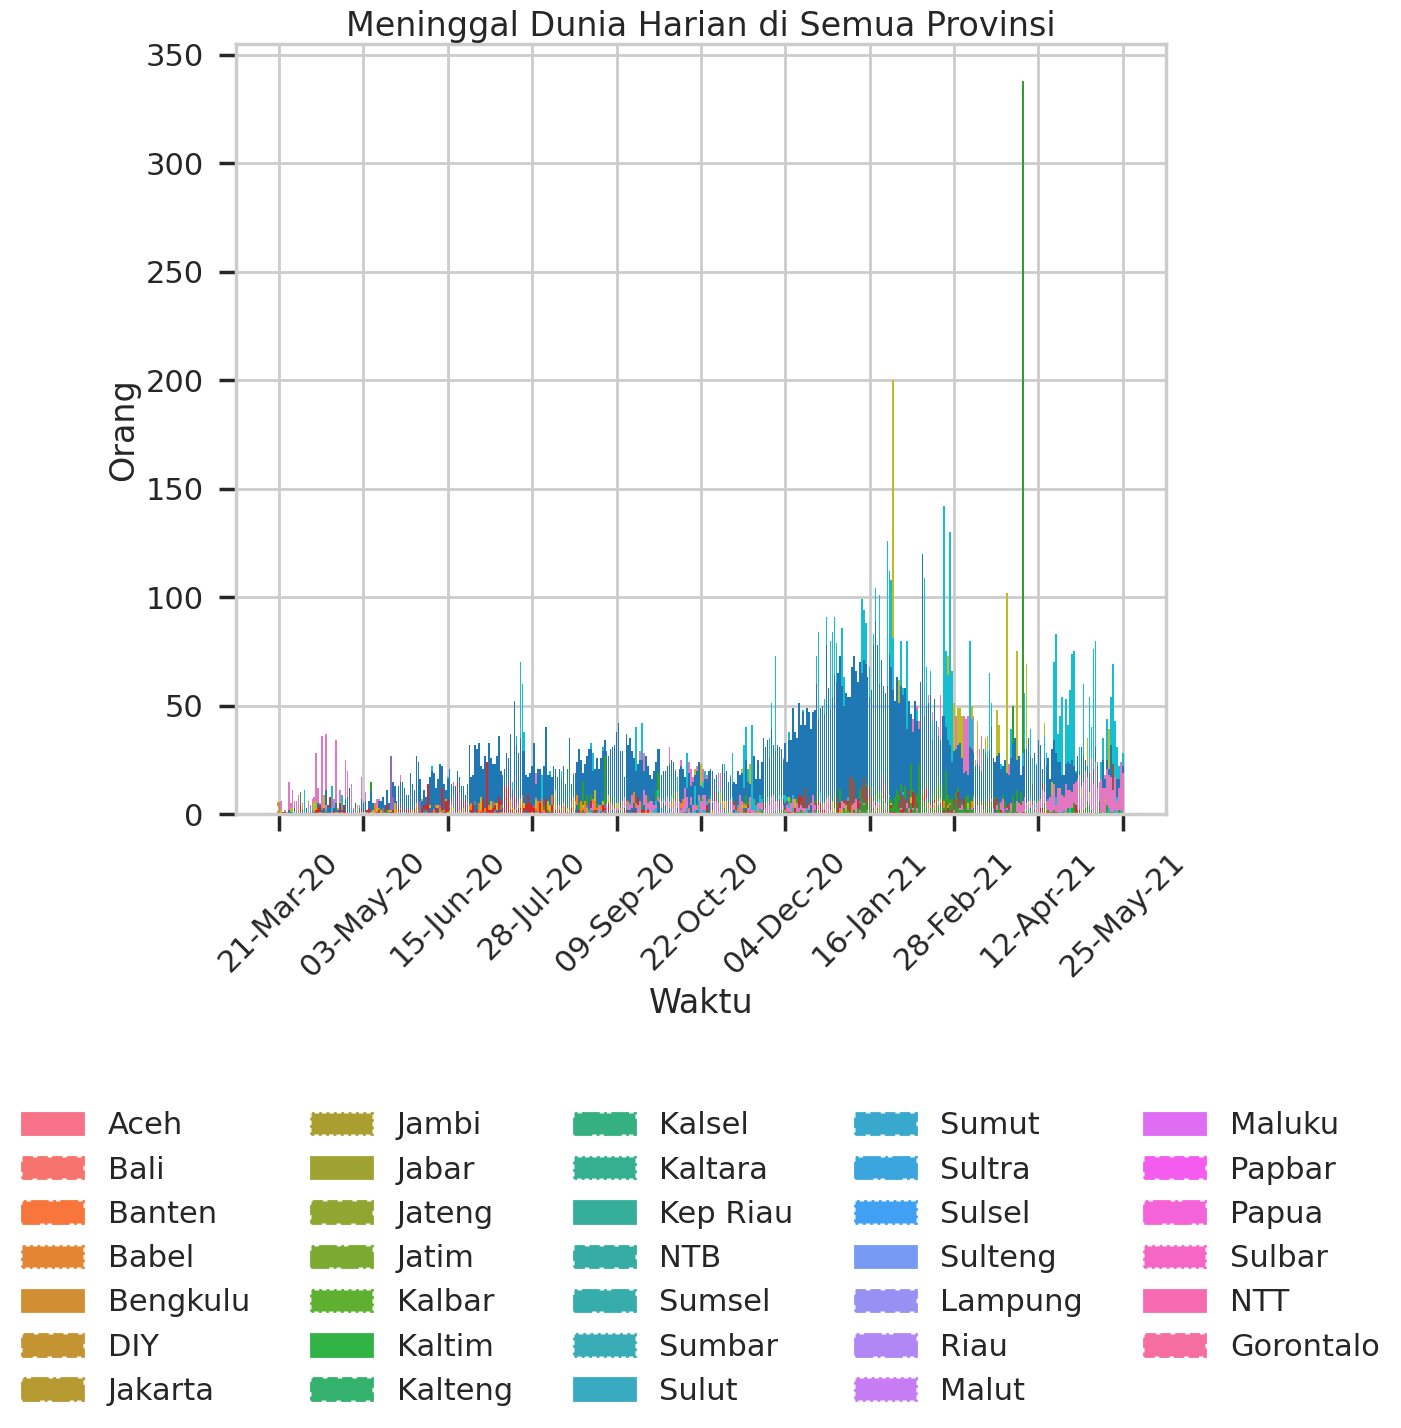 Meninggal Dunia Harian di Semua Provinsi
350
300
250
200
150
100
50
0
Orang
21-Mar-20
03-May-20
15-Jun-20
28-Jul-20
09-Sep-20
22-Oct-20
04-Dec-20
16-Jan-21
28-Feb-21
12-Apr-21
25-May-21
Waktu
Aceh
Bali
Banten
Babel
Bengkulu
DIY
Jakarta
Jambi
Jabar
Jateng
Jatim
Kalbar
Kaltim
Kalteng
Kalsel
Kaltara
Kep Riau
NTB
Sumsel
Sumbar
Sulut
Sumut
Sultra
Sulsel
Sulteng
Lampung
Riau
Malut
Maluku
Papbar
Papua
Sulbar
NTT
Gorontalo